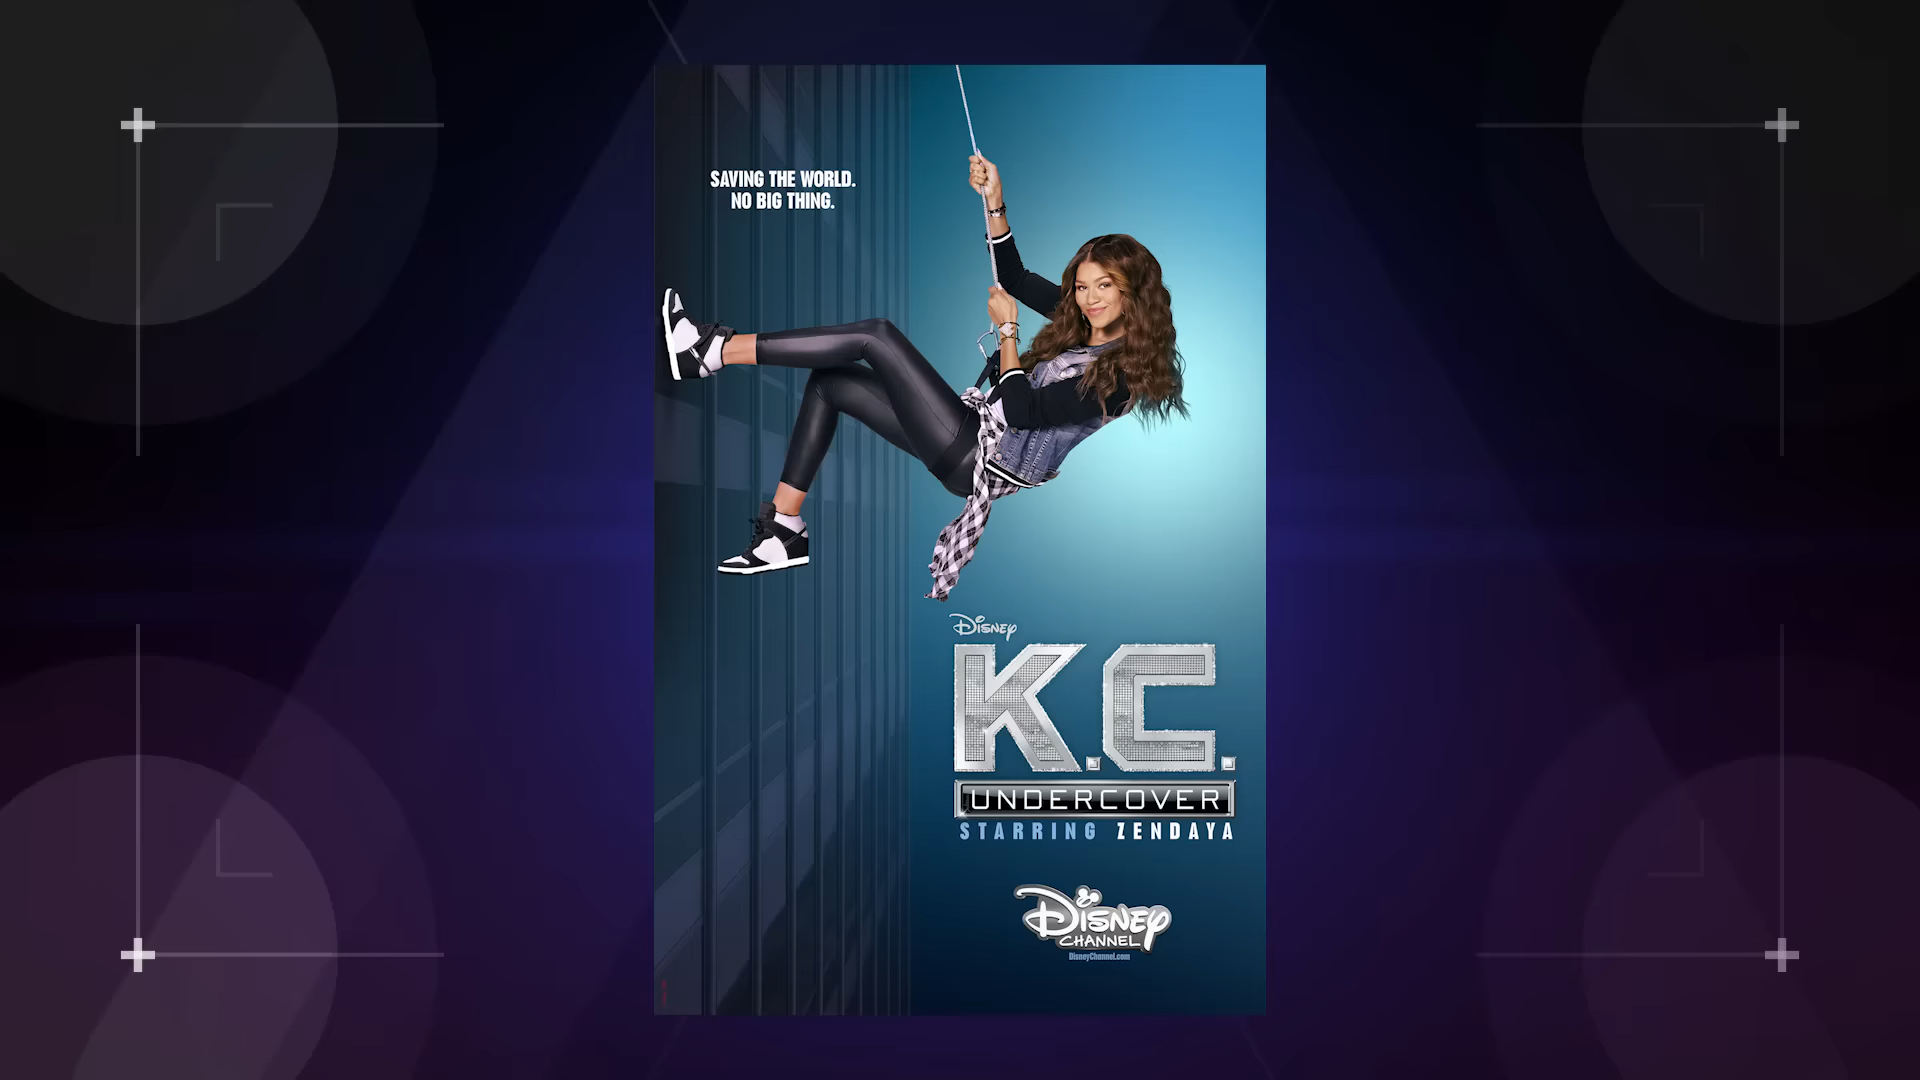 SAVING THE WORLD.
NO BIG THING.
DISNEY
K.C.
UNDERCOVER
STARRING ZENDAYA
DISNEY
CHANNEL
DisneyChannel.com